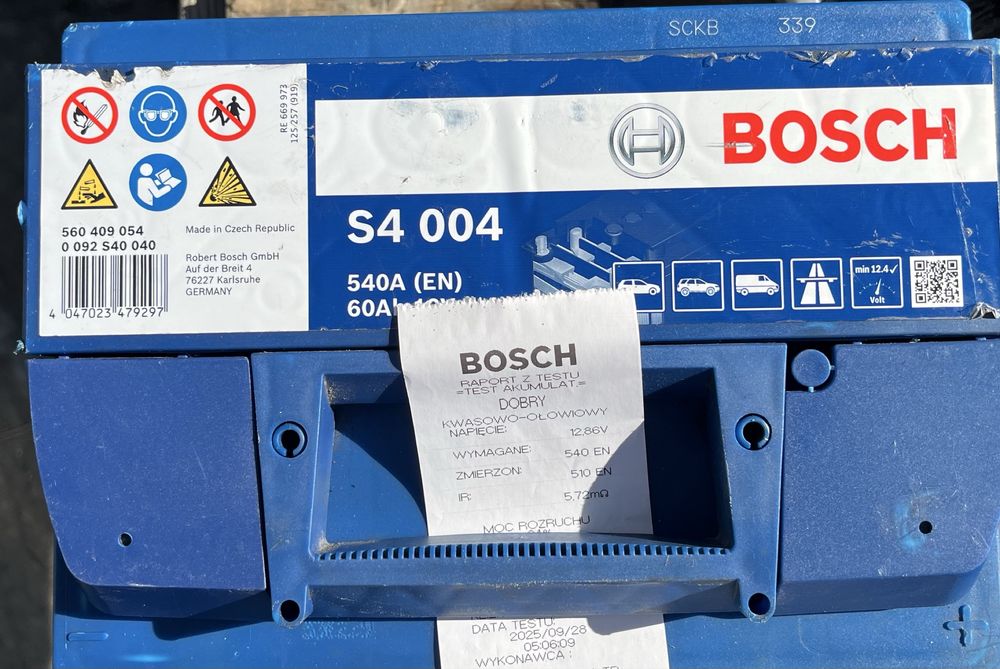 SCKB 339
RE 669 973
125/257 (919)
BOSCH
S4 004
560 409 054
0 092 S40 040
Made in Czech Republic
Robert Bosch GmbH
Auf der Breit 4
76227 Karlsruhe
GERMANY
4 047023 479297
540A (EN)
min 12.4✓
Volt
BOSCH
RAPORT Z TESTU
=TEST AKUMULAT.=
DOBRY
KWASOWO-OŁOWIOWY
NAPIĘCIE: 12,86V
WYMAGANE: 540 EN
ZMIERZON: 510 EN
IR: 5,72mΩ
MOC ROZRUCHU
DATA TESTU:
2025/09/28
05:06:09
WYKONAWCA :